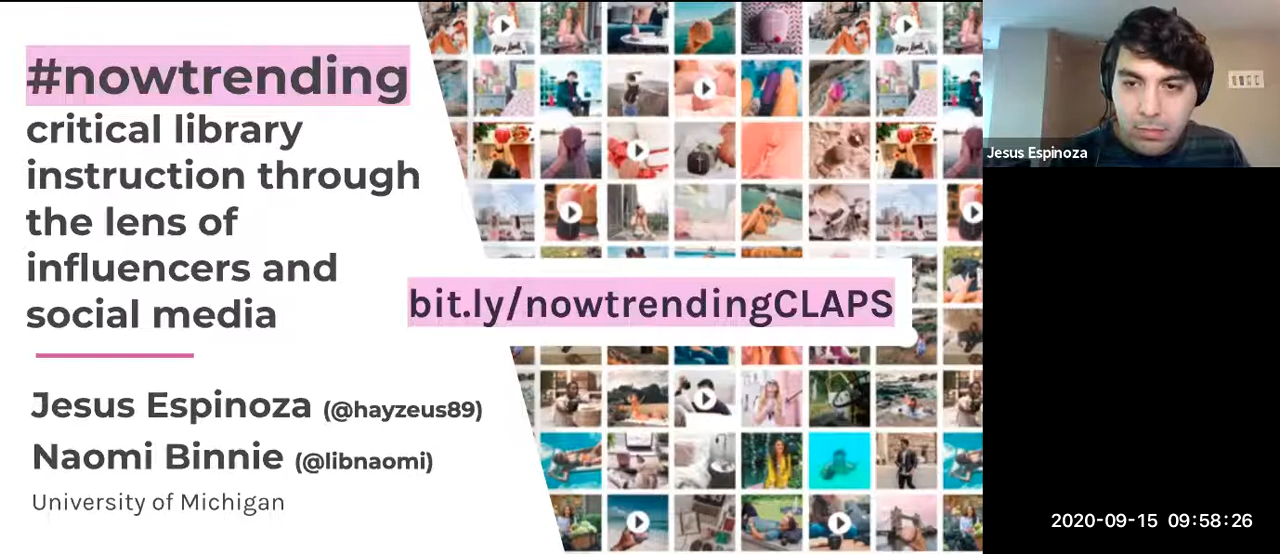 #nowtrending
critical library
instruction through
the lens of
influencers and
social media
bit.ly/nowtrendingCLAPS
Jesus Espinoza (@hayzeus89)
Naomi Binnie (@libnaomi)
University of Michigan
Jesus Espinoza
2020-09-15 09:58:26